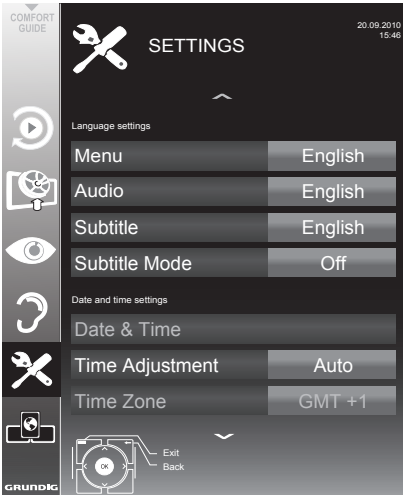 COMFORT
GUIDE
SETTINGS
20.09.2010
15:46
Language settings
Menu English
Audio English
Subtitle English
Subtitle Mode Off
Date and time settings
Date & Time
Time Adjustment Auto
Time Zone GMT +1
Exit
Back
OK
GRUNDIG